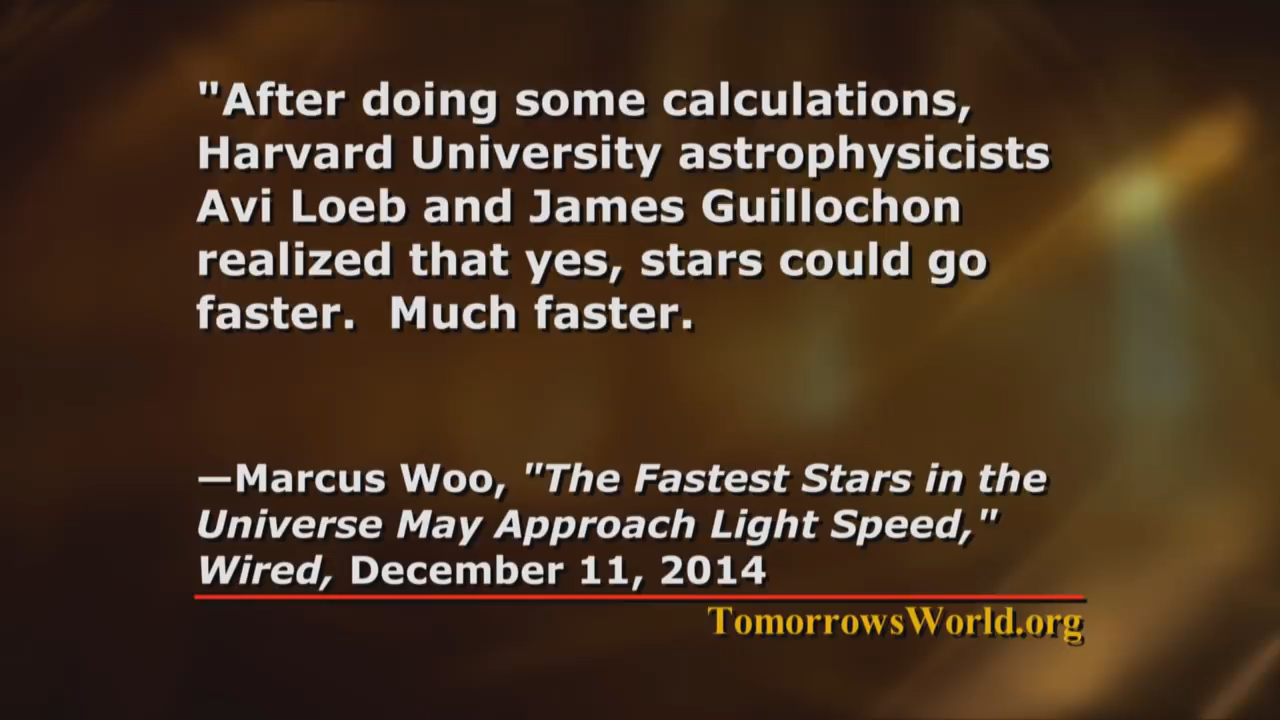 "After doing some calculations,
Harvard University astrophysicists
Avi Loeb and James Guillochon
realized that yes, stars could go
faster.  Much faster.
—Marcus Woo, "The Fastest Stars in the
Universe May Approach Light Speed,"
Wired, December 11, 2014
TomorrowsWorld.org